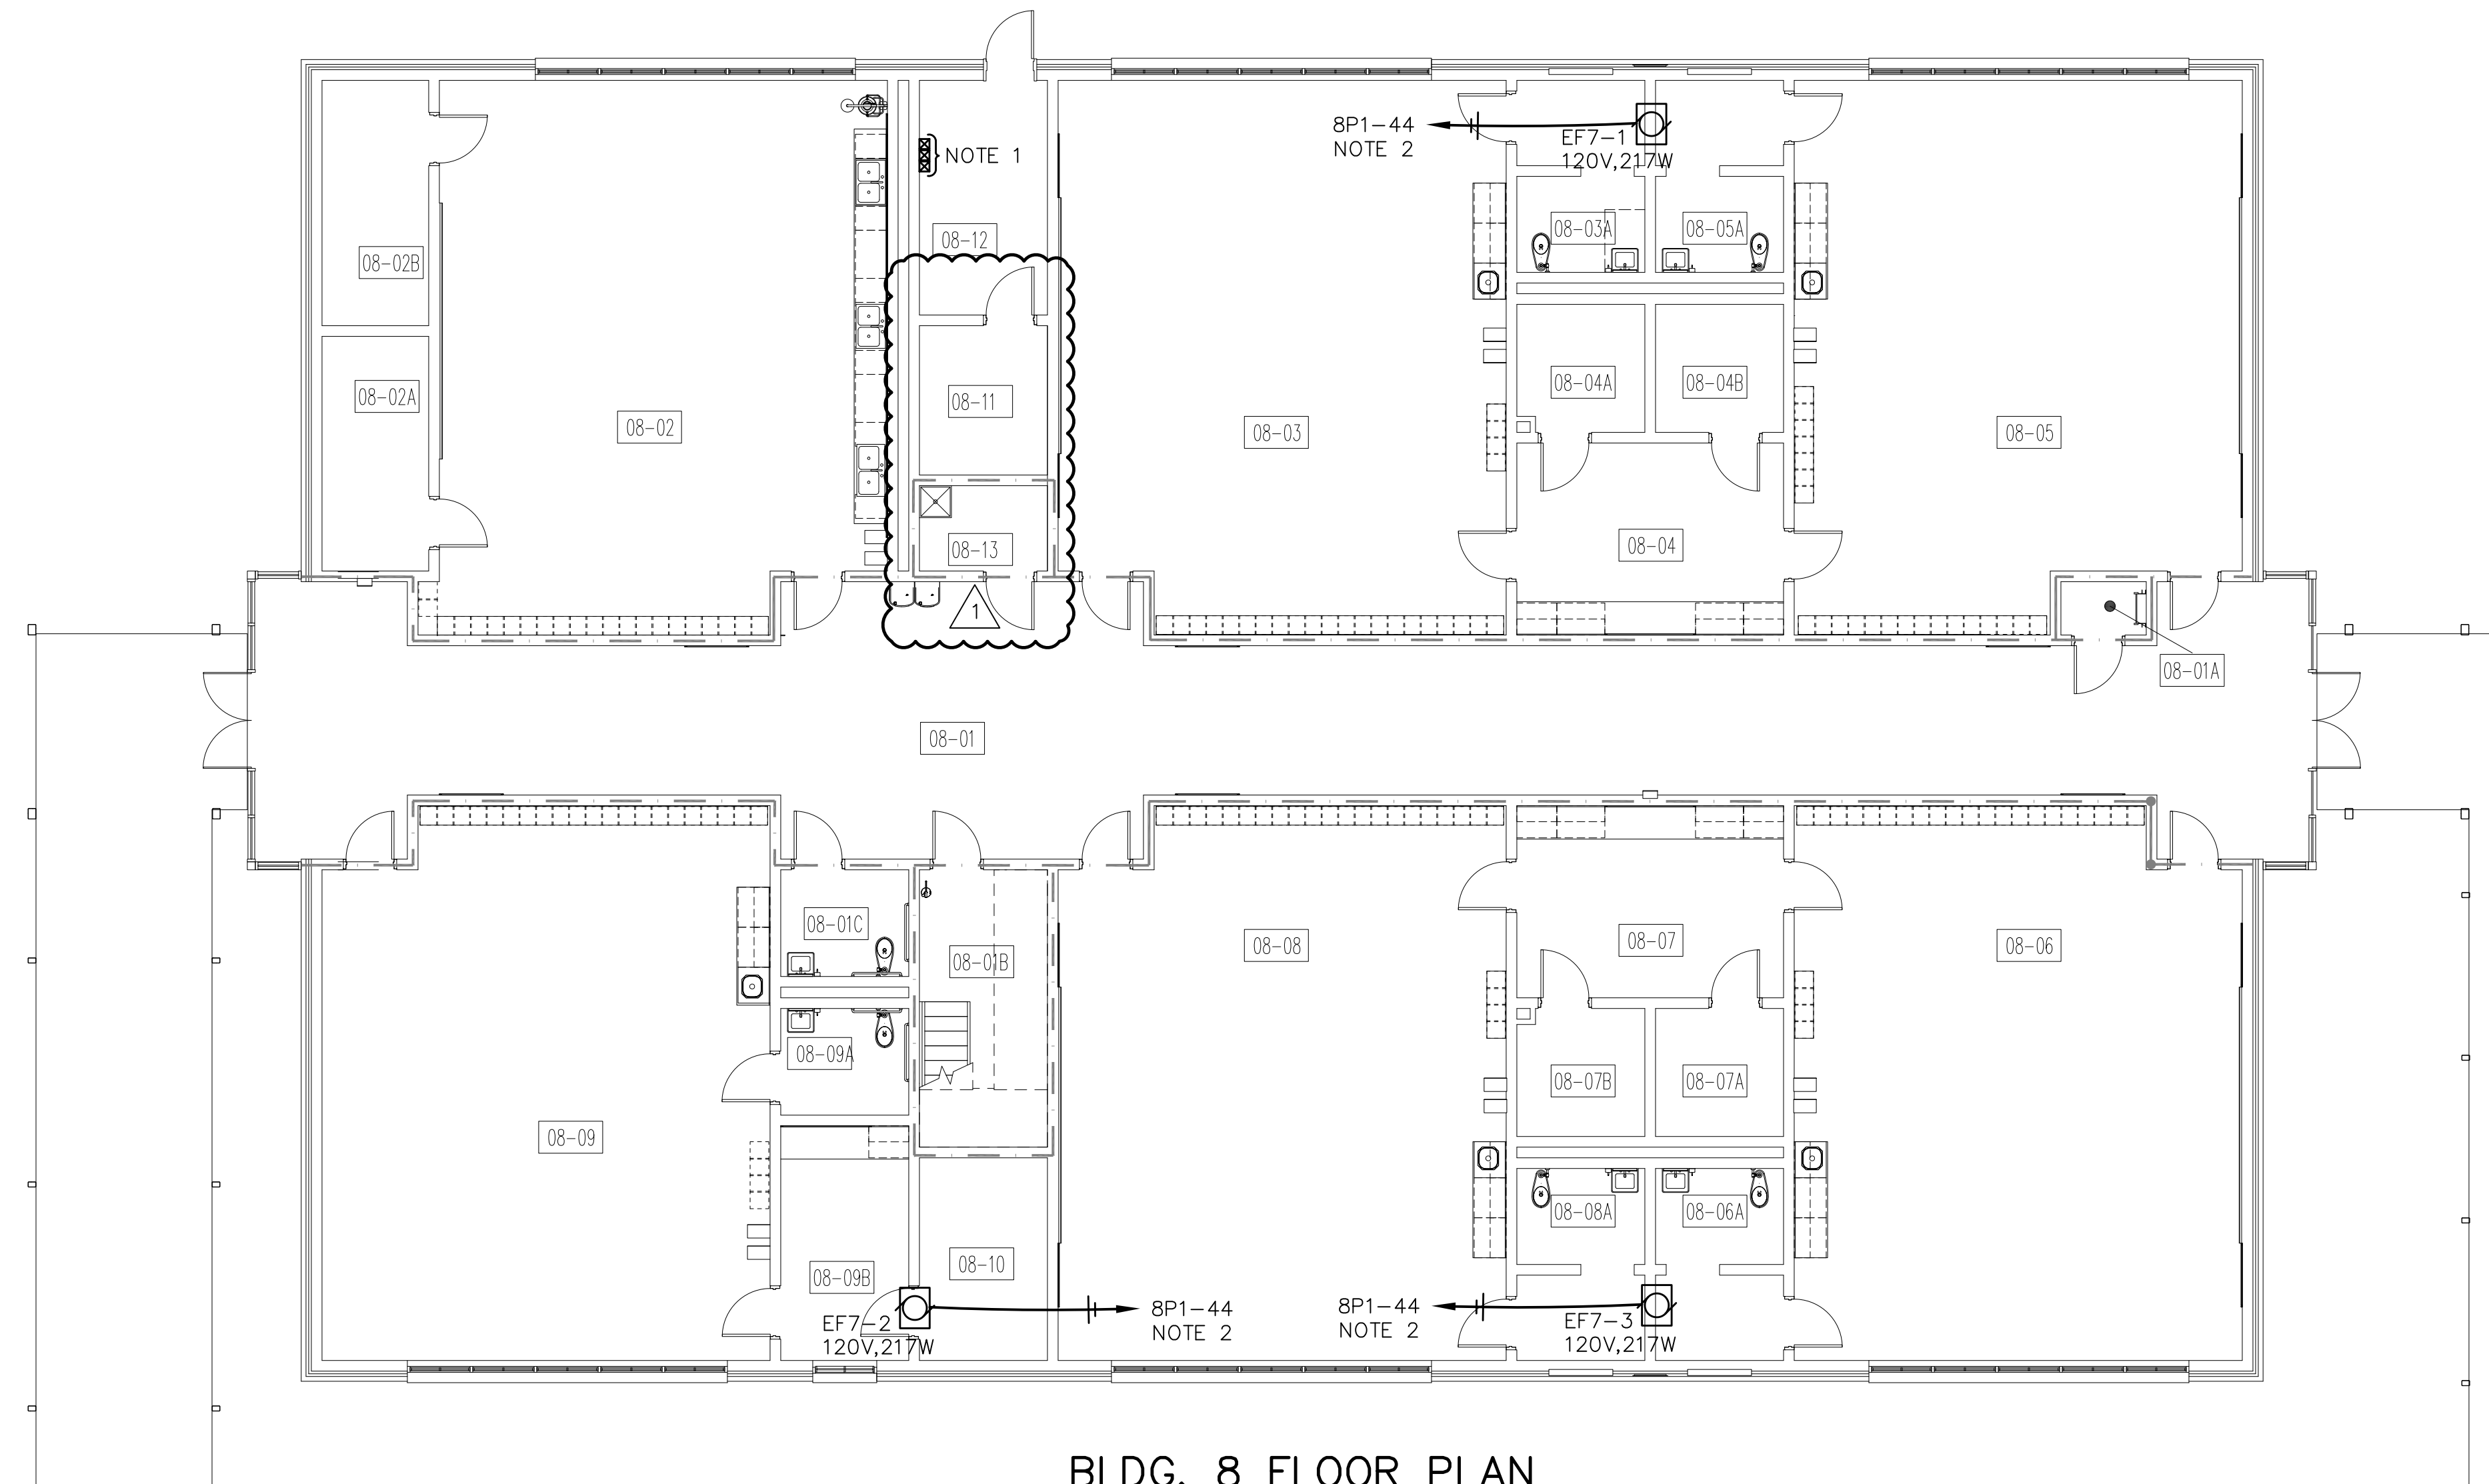 8P1-44
NOTE 2
EF7-1
120V,217W
NOTE 1
08-12
08-03A
08-05A
08-02B
08-02A
08-11
08-04A
08-04B
08-02
08-03
08-05
08-13
08-04
1
08-01A
08-01
08-01C
08-01B
08-08
08-07
08-06
08-09A
08-07B
08-07A
08-09
08-08A
08-06A
08-10
08-09B
EF7-2
120V,217W
8P1-44
NOTE 2
8P1-44
NOTE 2
EF7-3
120V,217W
BLDG. 8 FLOOR PLAN